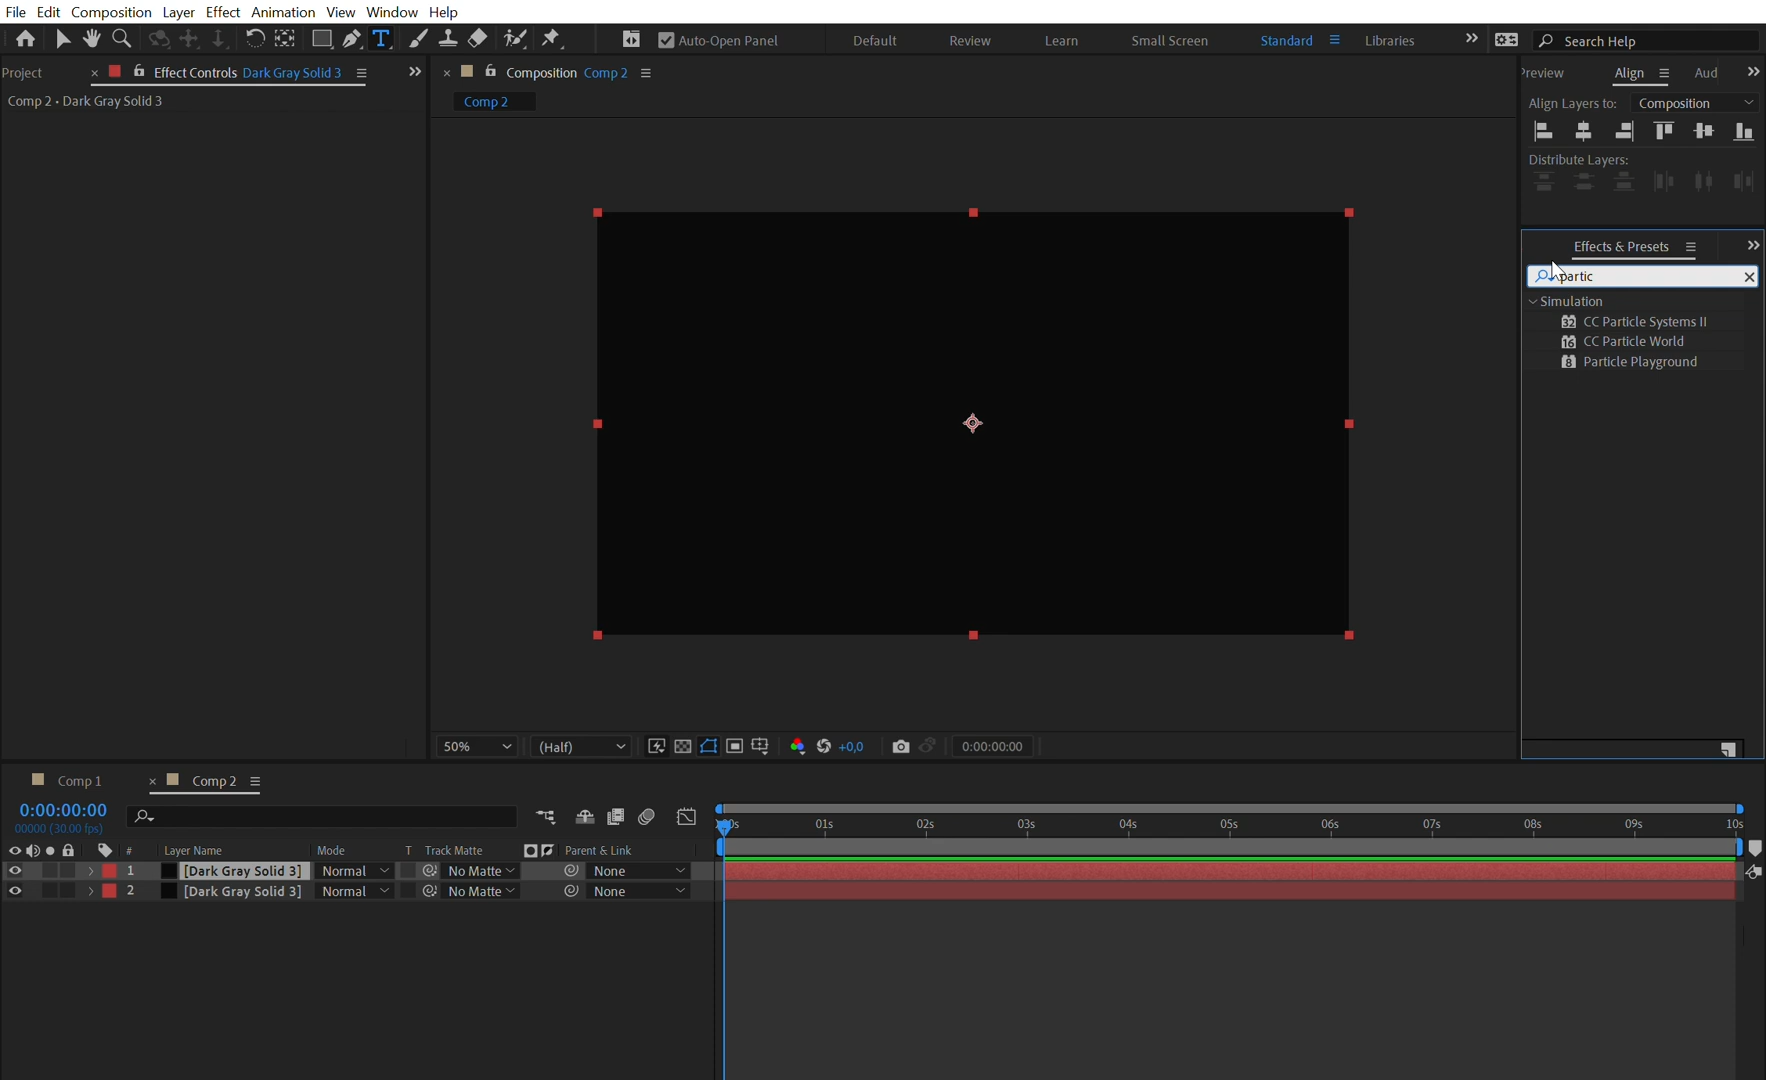 File Edit Composition Layer Effect Animation View Window Help
Auto-Open Panel Default Review Learn Small Screen Standard Libraries Search Help
Project × Effect Controls Dark Gray Solid 3
Comp 2 • Dark Gray Solid 3
× Composition Comp 2
Comp 2
Preview Align Aud
Align Layers to: Composition
Distribute Layers:
Effects & Presets
partic
Simulation
32 CC Particle Systems II
16 CC Particle World
8 Particle Playground
50% (Half) +0,0 0:00:00:00
Comp 1 × Comp 2
0:00:00:00
00000 (30.00 fps)
:00s 01s 02s 03s 04s 05s 06s 07s 08s 09s 10s
# Layer Name Mode T Track Matte Parent & Link
1 [Dark Gray Solid 3] Normal No Matte None
2 [Dark Gray Solid 3] Normal No Matte None